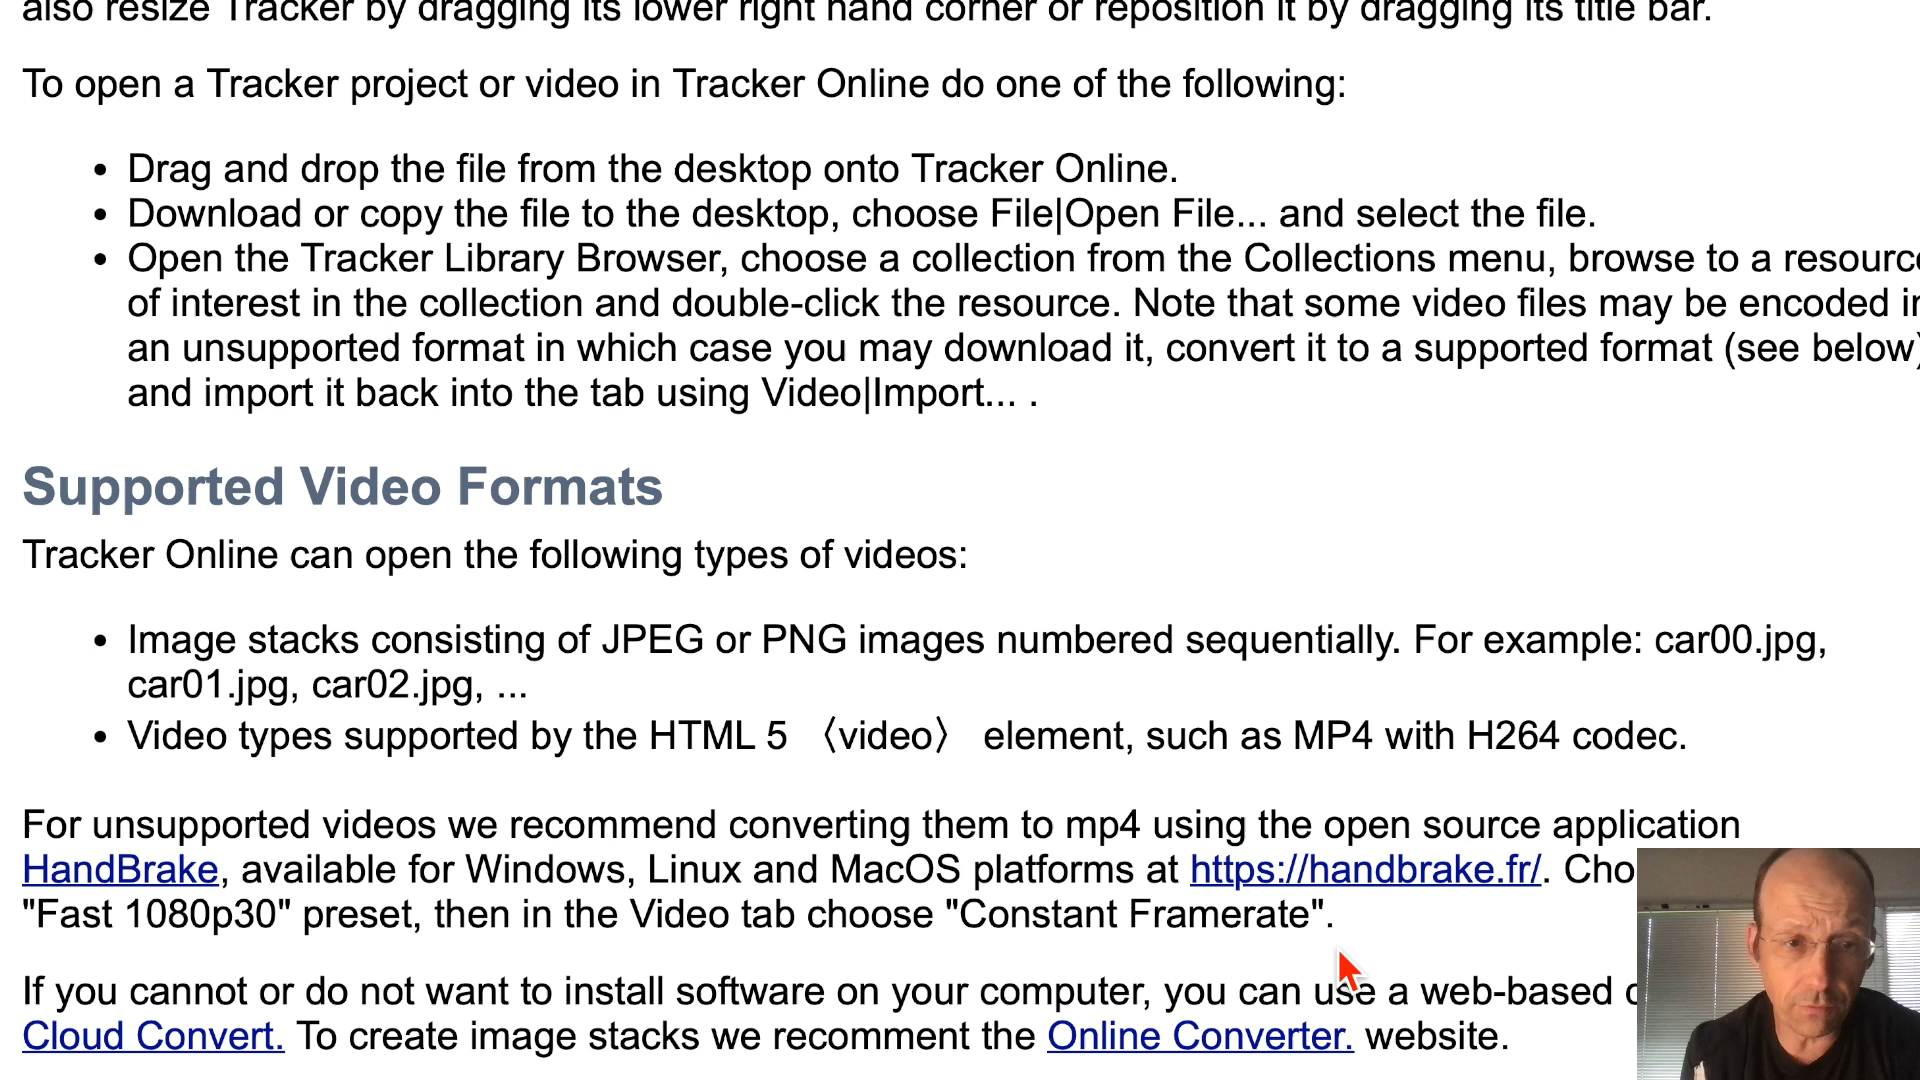 also resize Tracker by dragging its lower right hand corner or reposition it by dragging its title bar.
To open a Tracker project or video in Tracker Online do one of the following:
• Drag and drop the file from the desktop onto Tracker Online.
• Download or copy the file to the desktop, choose File|Open File... and select the file.
• Open the Tracker Library Browser, choose a collection from the Collections menu, browse to a resource
of interest in the collection and double-click the resource. Note that some video files may be encoded in
an unsupported format in which case you may download it, convert it to a supported format (see below)
and import it back into the tab using Video|Import... .
Supported Video Formats
Tracker Online can open the following types of videos:
• Image stacks consisting of JPEG or PNG images numbered sequentially. For example: car00.jpg,
car01.jpg, car02.jpg, ...
• Video types supported by the HTML 5 〈video〉 element, such as MP4 with H264 codec.
For unsupported videos we recommend converting them to mp4 using the open source application
HandBrake, available for Windows, Linux and MacOS platforms at https://handbrake.fr/.
"Fast 1080p30" preset, then in the Video tab choose "Constant Framerate".
If you cannot or do not want to install software on your computer, you can use a web-based
Cloud Convert. To create image stacks we recomment the Online Converter. website.